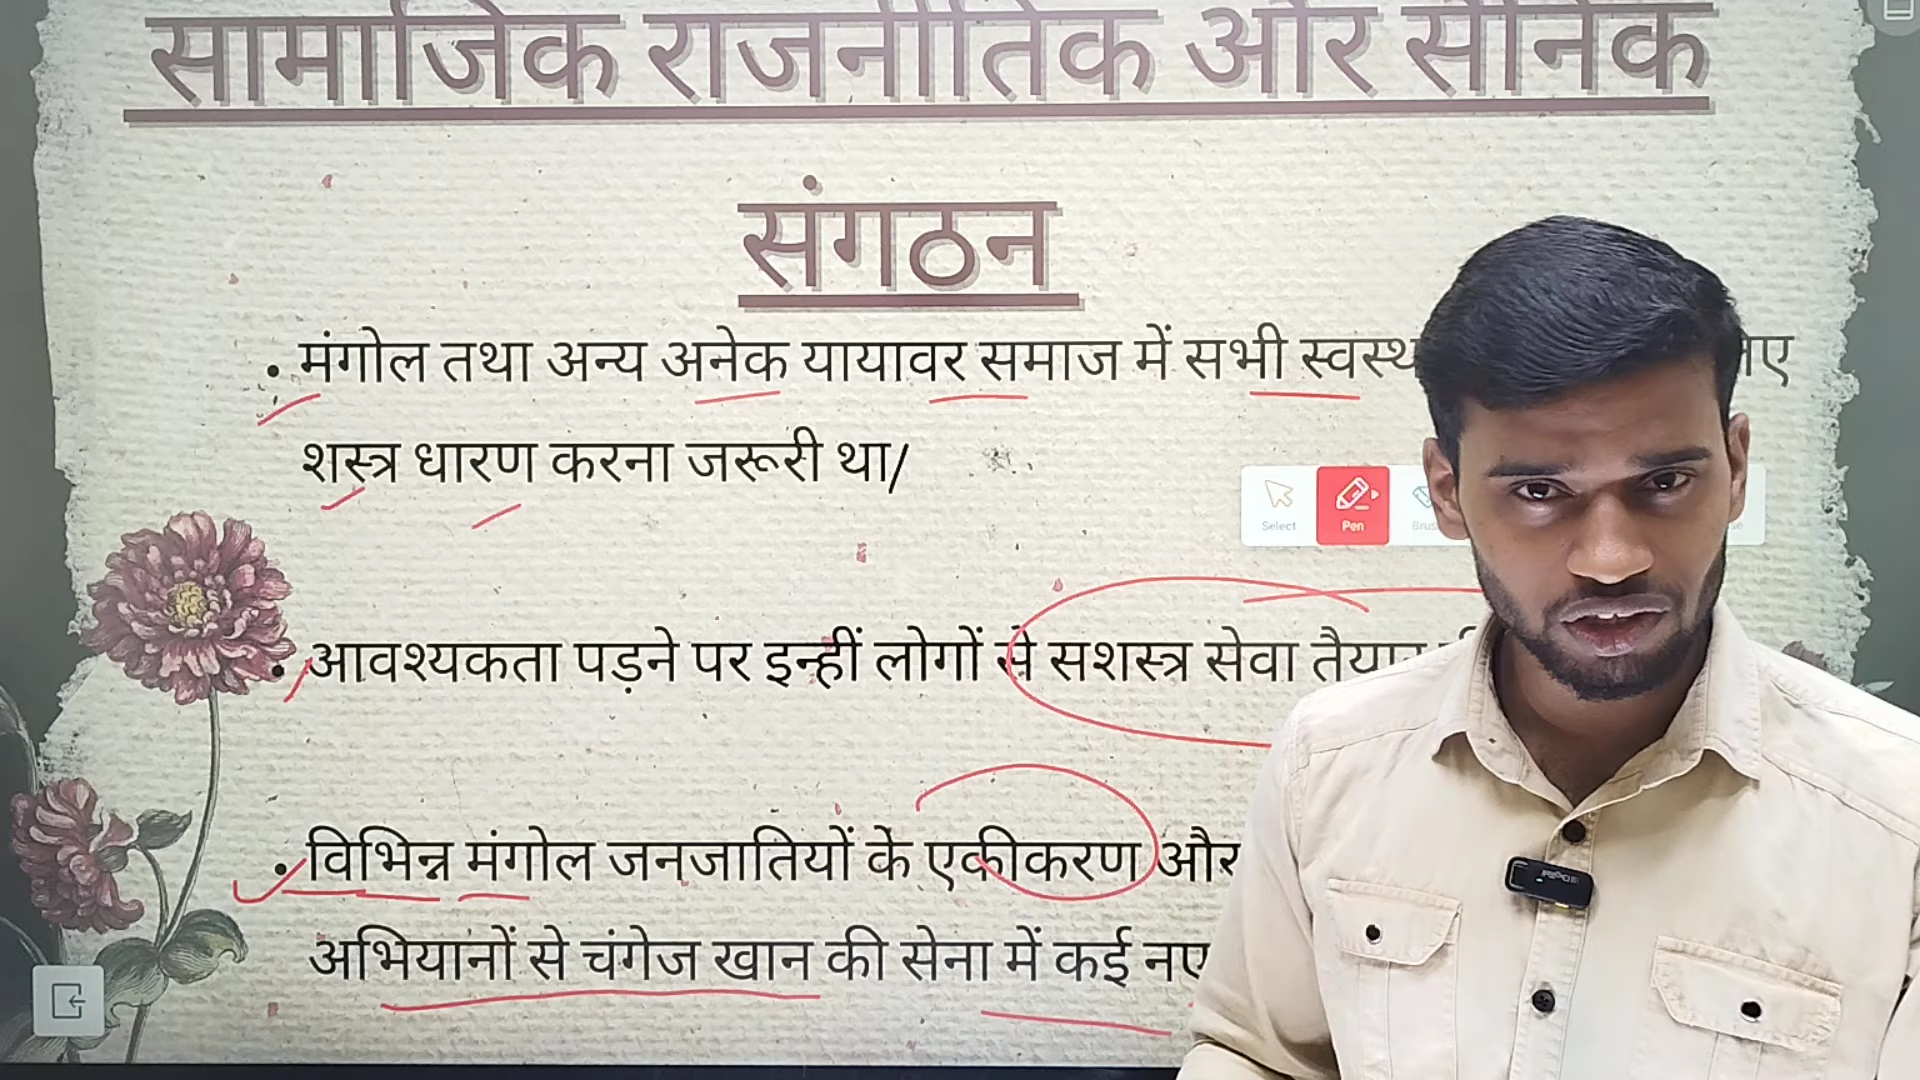 सामाजिक राजनीतिक और सैनिक
संगठन
• मंगोल तथा अन्य अनेक यायावर समाज में सभी स्वस्थ
शस्त्र धारण करना जरूरी था/
Select Pen
• आवश्यकता पड़ने पर इन्हीं लोगों से सशस्त्र सेवा तैयार
• विभिन्न मंगोल जनजातियों के एकीकरण और
अभियानों से चंगेज खान की सेना में कई नए